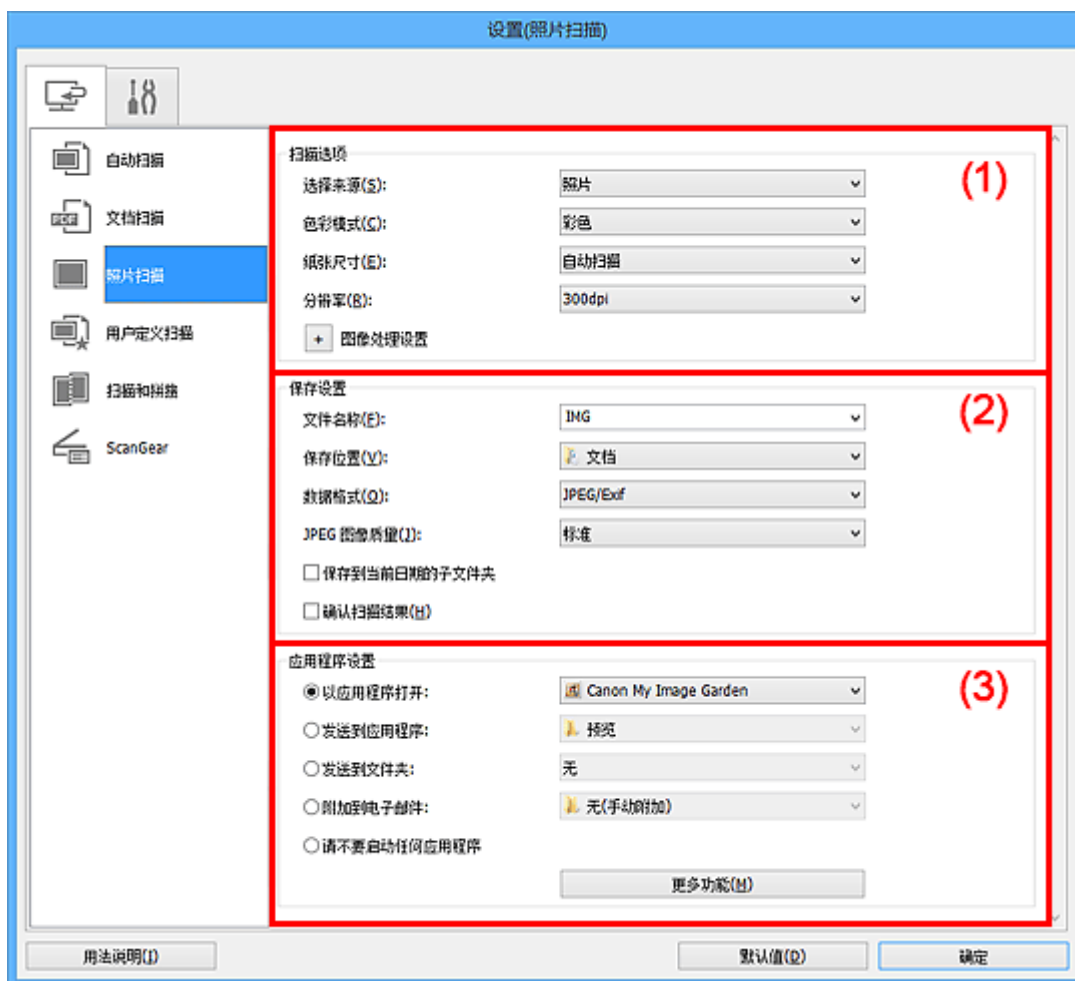 设置(照片扫描)
自动扫描
文档扫描
照片扫描
用户定义扫描
扫描和拼接
ScanGear
扫描选项
(1)
选择来源(S): 照片
色彩模式(C): 彩色
纸张尺寸(E): 自动扫描
分辨率(R): 300dpi
+ 图像处理设置
保存设置
(2)
文件名称(F): IMG
保存位置(V): 文档
数据格式(O): JPEG/Exif
JPEG 图像质量(J): 标准
保存到当前日期的子文件夹
确认扫描结果(H)
应用程序设置
(3)
以应用程序打开: Canon My Image Garden
发送到应用程序: 预览
发送到文件夹: 无
附加到电子邮件: 无(手动附加)
请不要启动任何应用程序
更多功能(M)
用法说明(I)
默认值(D)
确定